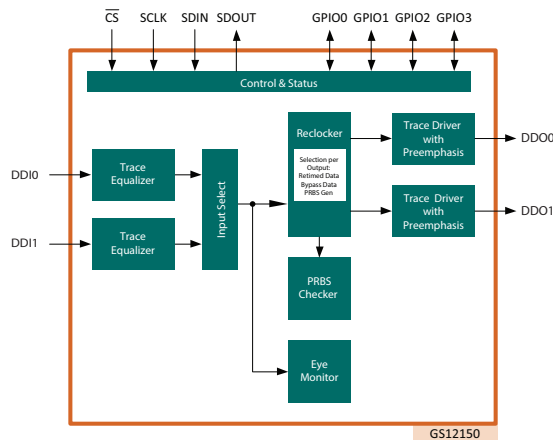 CS SCLK SDIN SDOUT GPIO0 GPIO1 GPIO2 GPIO3
Control & Status
Reclocker
Selection per
Output:
Retimed Data
Bypass Data
PRBS Gen
Trace Driver
with
Preemphasis
DDO0
DDI0
Trace
Equalizer
Input Select
Trace Driver
with
Preemphasis
DDO1
DDI1
Trace
Equalizer
PRBS
Checker
Eye
Monitor
GS12150